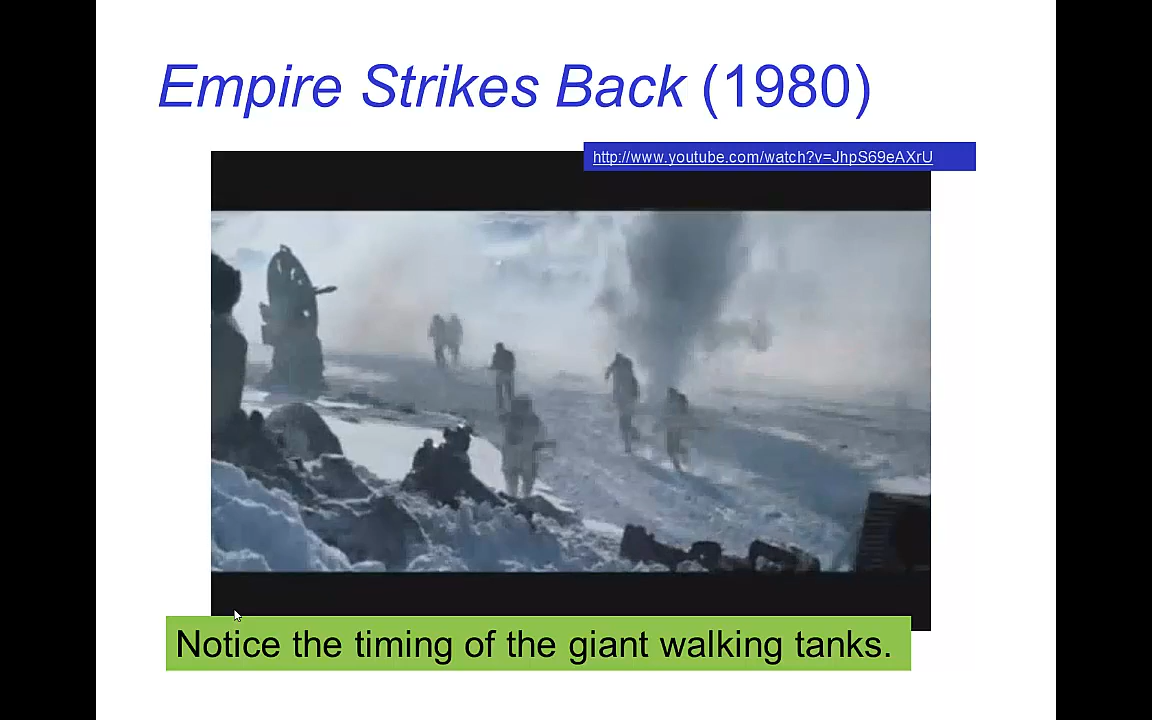 Empire Strikes Back (1980)
http://www.youtube.com/watch?v=JhpS69eAXrU
Notice the timing of the giant walking tanks.